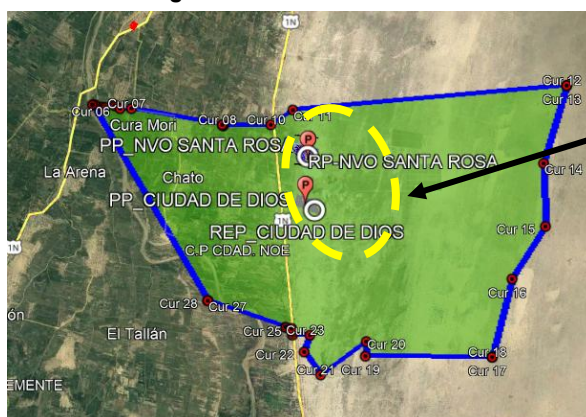 1N
Cur 12
Cur 13
Cur 06
Cur 07
Cur 08
Cur 10
Cur 11
Cura Mori
PP_NVO SANTA ROSA
P
RP-NVO SANTA ROSA
La Arena
Chato
Cur 14
P
PP_CIUDAD DE DIOS
1N
REP_CIUDAD DE DIOS
Cur 15
1N
C.P CDAD. NOE
Cur 16
Cur 28
Cur 27
ón
El Tallán
Cur 25
Cur 23
Cur 20
Cur 22
Cur 18
Cur 19
Cur 17
Cur 21
EMENTE